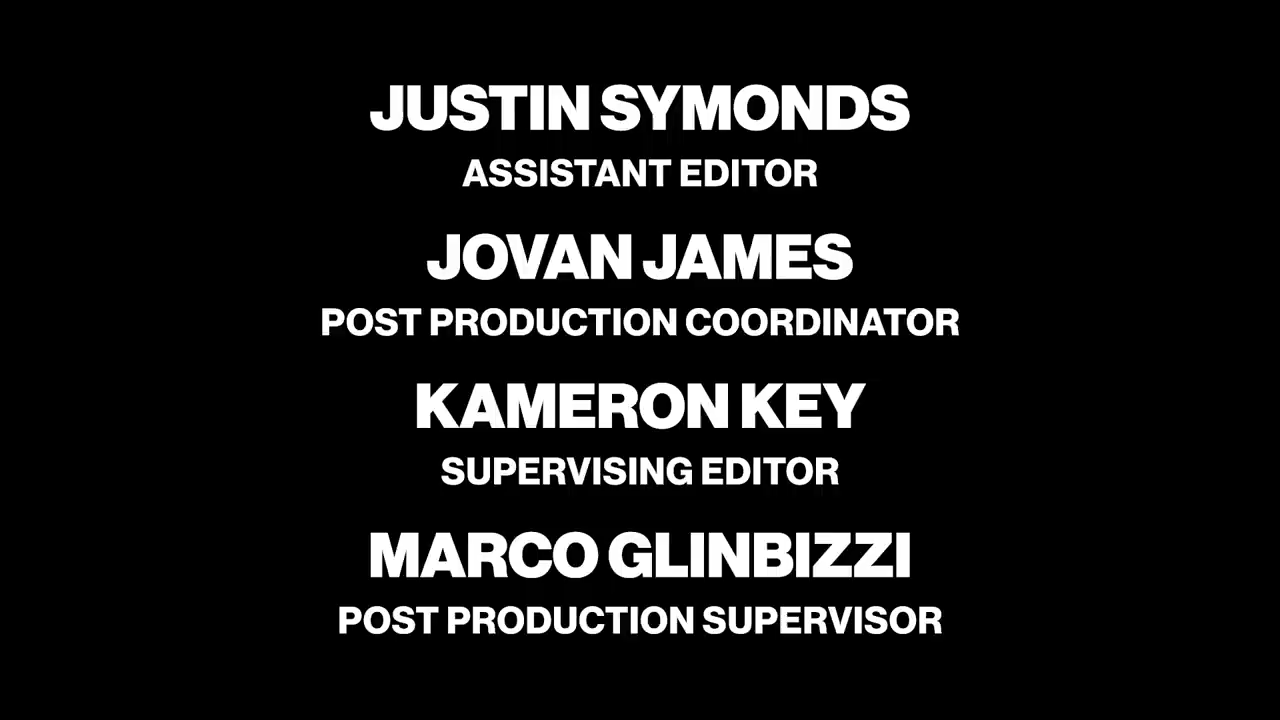 JUSTIN SYMONDS
ASSISTANT EDITOR
JOVAN JAMES
POST PRODUCTION COORDINATOR
KAMERON KEY
SUPERVISING EDITOR
MARCO GLINBIZZI
POST PRODUCTION SUPERVISOR